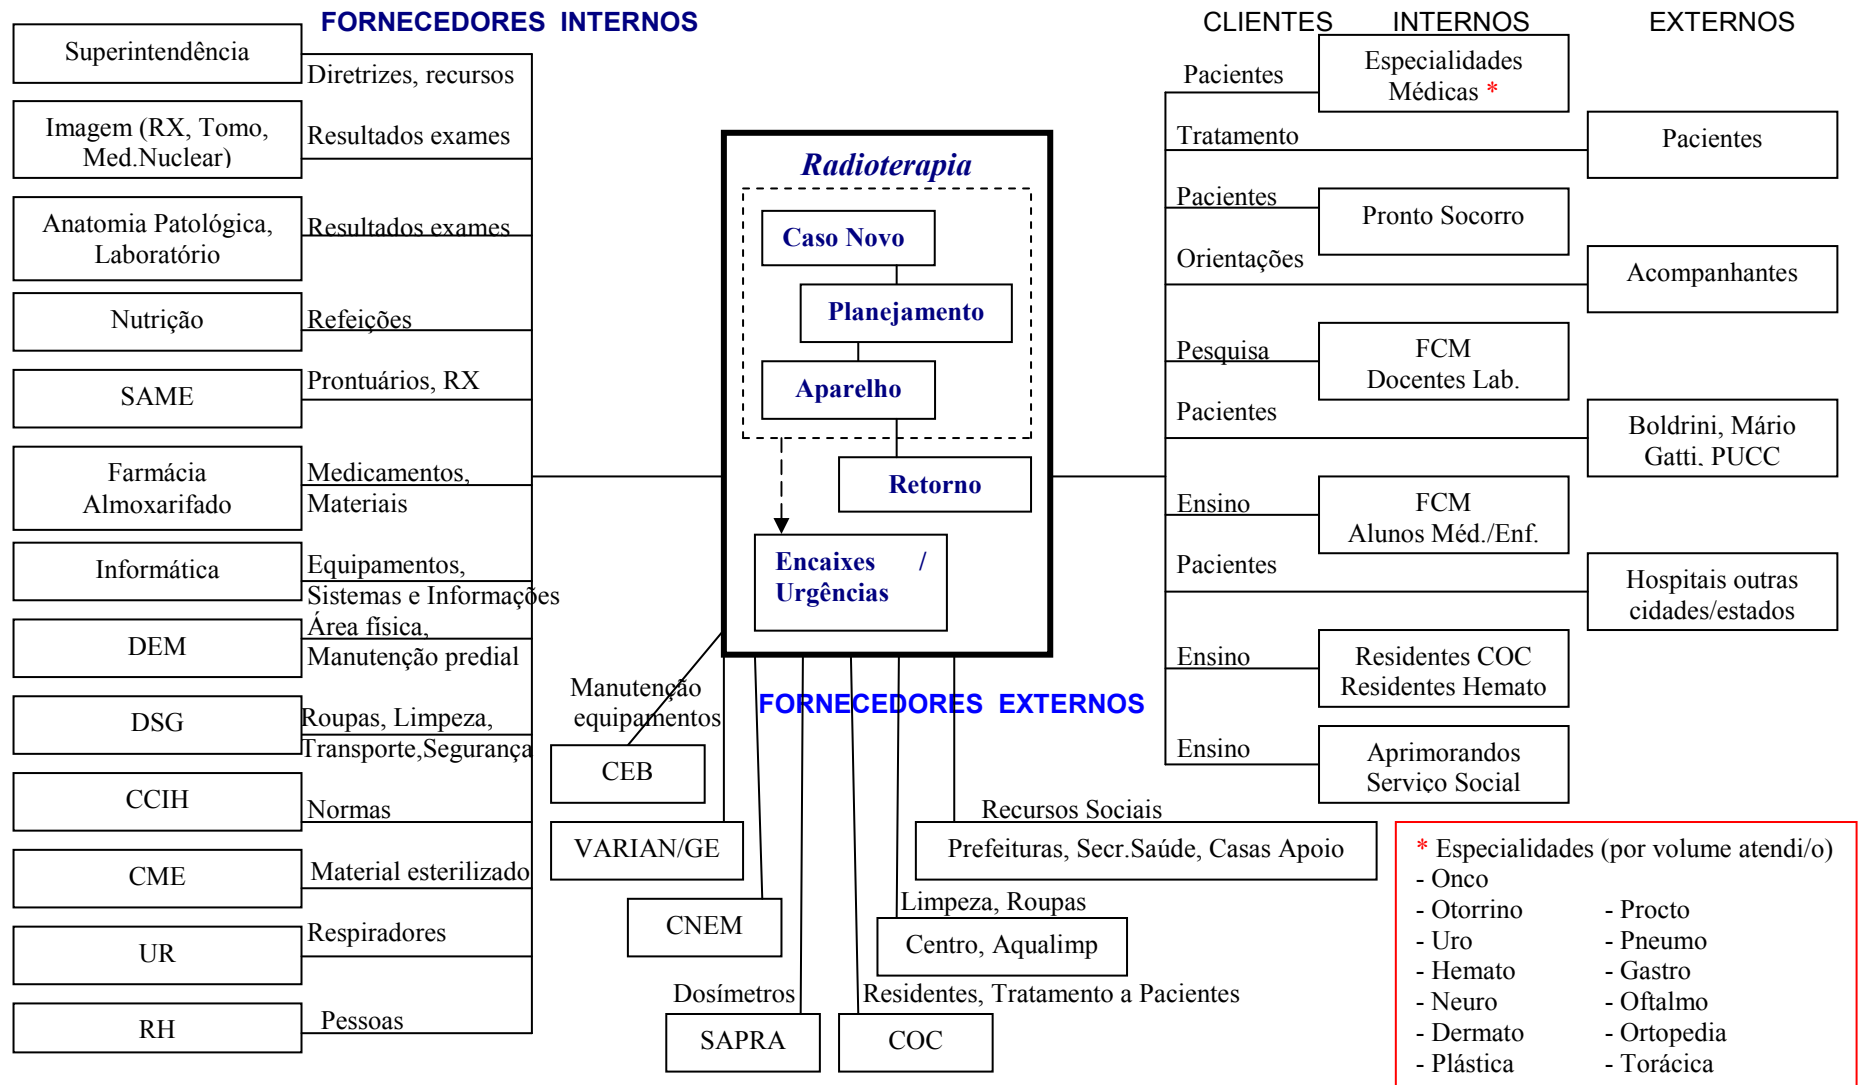 FORNECEDORES INTERNOS
Superintendência
Diretrizes, recursos
Imagem (RX, Tomo,
Med.Nuclear)
Resultados exames
Anatomia Patológica,
Laboratório
Resultados exames
Nutrição
Refeições
SAME
Prontuários, RX
Farmácia
Almoxarifado
Medicamentos,
Materiais
Informática
Equipamentos,
Sistemas e Informações
DEM
Área física,
Manutenção predial
DSG
Roupas, Limpeza,
Transporte,Segurança
CCIH
Normas
CME
Material esterilizado
UR
Respiradores
RH
Pessoas
Radioterapia
Caso Novo
Planejamento
Aparelho
Retorno
Encaixes /
Urgências
FORNECEDORES EXTERNOS
Manutenção
equipamentos
CEB
VARIAN/GE
CNEM
Dosímetros
SAPRA
Residentes, Tratamento a Pacientes
COC
Limpeza, Roupas
Centro, Aqualimp
Recursos Sociais
Prefeituras, Secr.Saúde, Casas Apoio
CLIENTES INTERNOS EXTERNOS
Pacientes
Especialidades
Médicas *
Tratamento
Pacientes
Pacientes
Pronto Socorro
Orientações
Acompanhantes
Pesquisa
FCM
Docentes Lab.
Pacientes
Boldrini, Mário
Gatti, PUCC
Ensino
FCM
Alunos Méd./Enf.
Pacientes
Hospitais outras
cidades/estados
Ensino
Residentes COC
Residentes Hemato
Ensino
Aprimorandos
Serviço Social
* Especialidades (por volume atendi/o)
- Onco
- Otorrino - Procto
- Uro - Pneumo
- Hemato - Gastro
- Neuro - Oftalmo
- Dermato - Ortopedia
- Plástica - Torácica